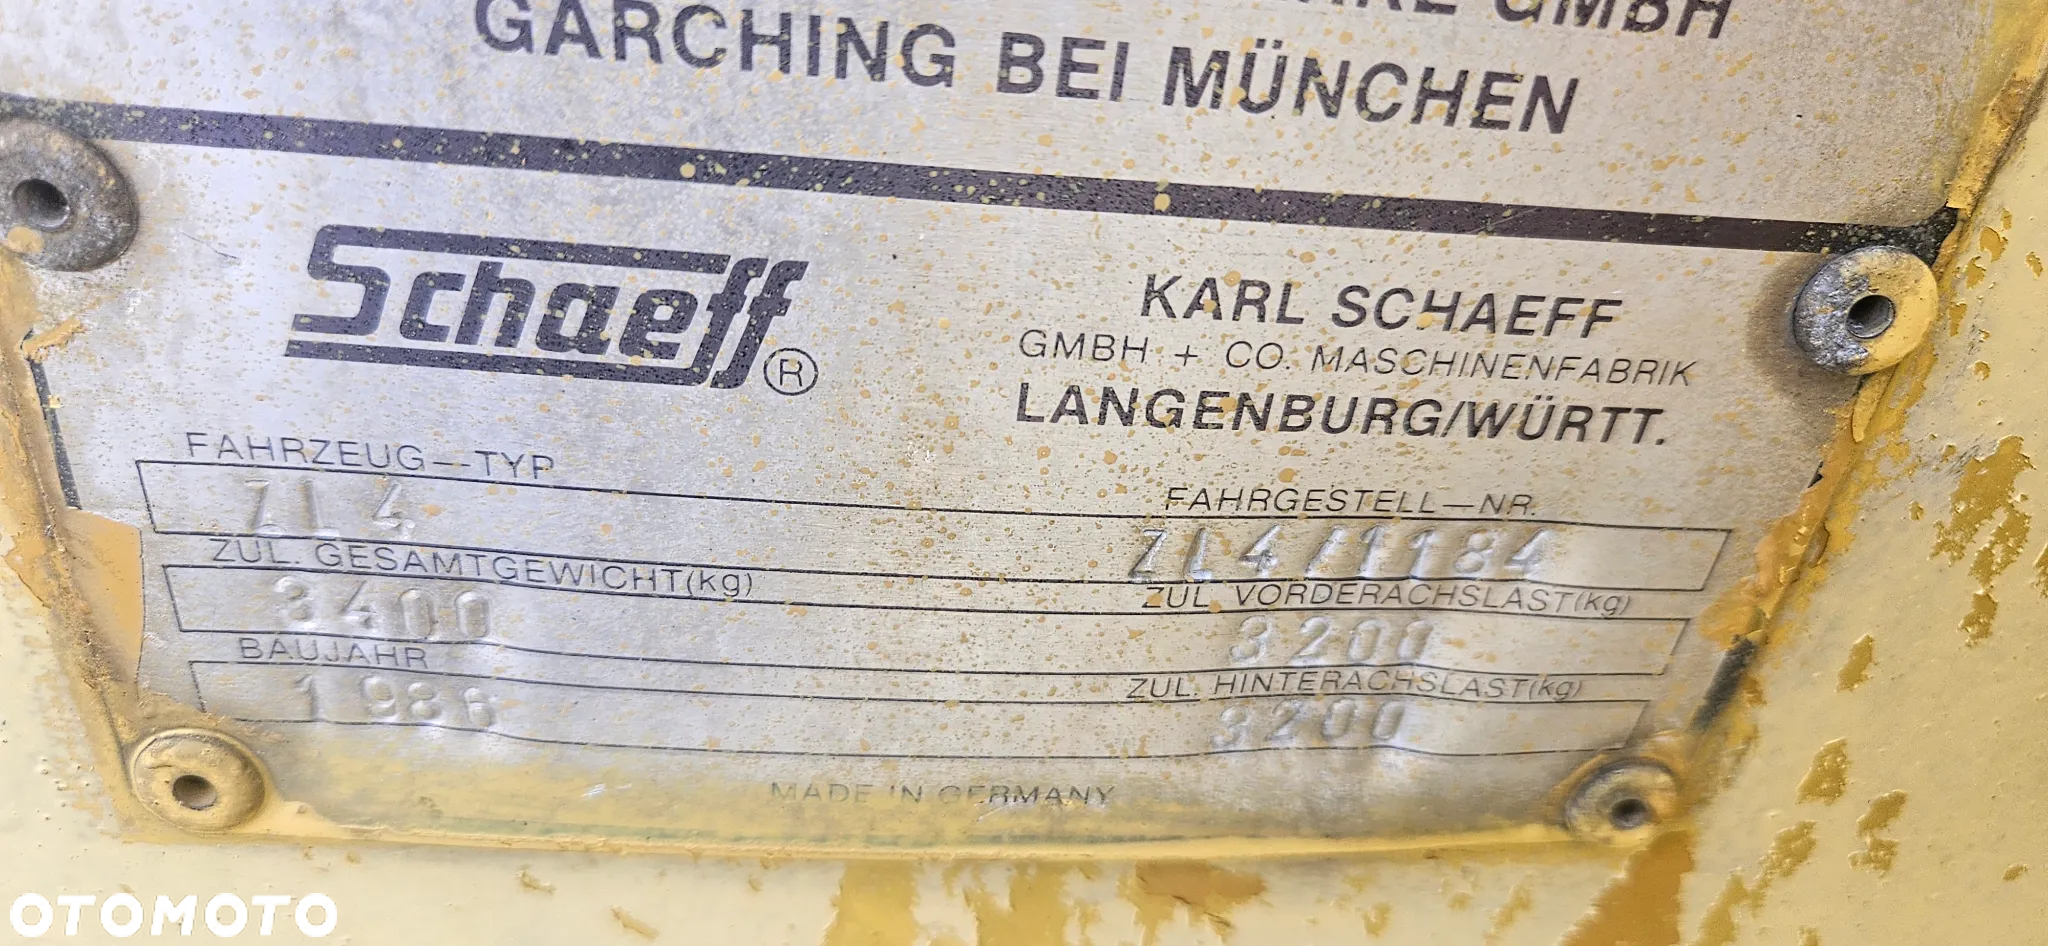 GMBH
GARCHING BEI MÜNCHEN
Schaeff ®
KARL SCHAEFF
GMBH + CO. MASCHINENFABRIK
LANGENBURG/WÜRTT.
FAHRZEUG-TYP
ZL 4
FAHRGESTELL-NR.
ZL4/1184
ZUL. GESAMTGEWICHT(kg)
3400
ZUL. VORDERACHSLAST(kg)
3200
BAUJAHR
1986
ZUL. HINTERACHSLAST(kg)
3200
MADE IN GERMANY
OTOMOTO